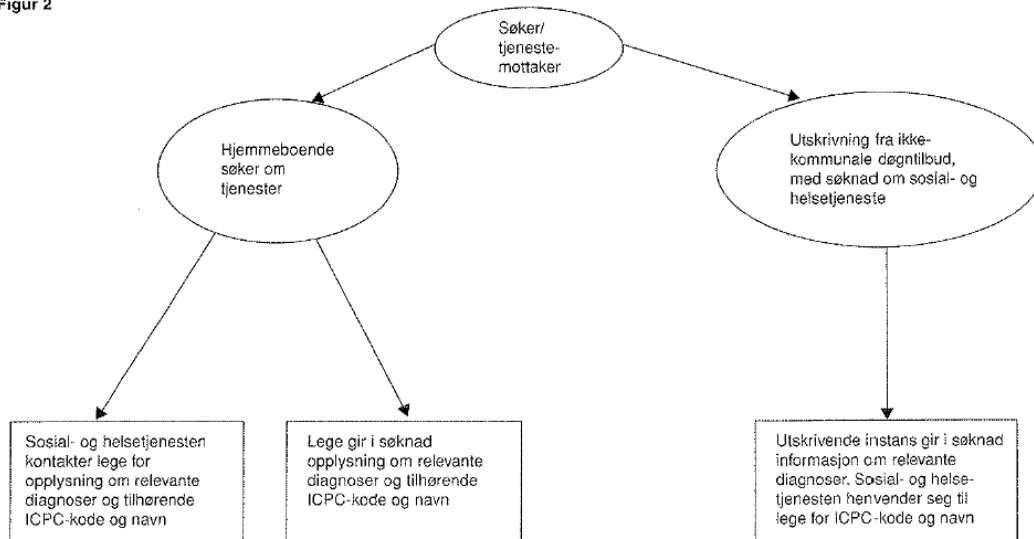 Figur 2
Søker/
tjeneste-
mottaker
Hjemmeboende
søker om
tjenester
Utskrivning fra ikke-
kommunale døgntilbud,
med søknad om sosial- og
helsetjeneste
Sosial- og helsetjenesten
kontakter lege for
opplysning om relevante
diagnoser og tilhørende
ICPC-kode og navn
Lege gir i søknad
opplysning om relevante
diagnoser og tilhørende
ICPC-kode og navn
Utskrivende instans gir i søknad
informasjon om relevante
diagnoser. Sosial- og helse-
tjenesten henvender seg til
lege for ICPC-kode og navn